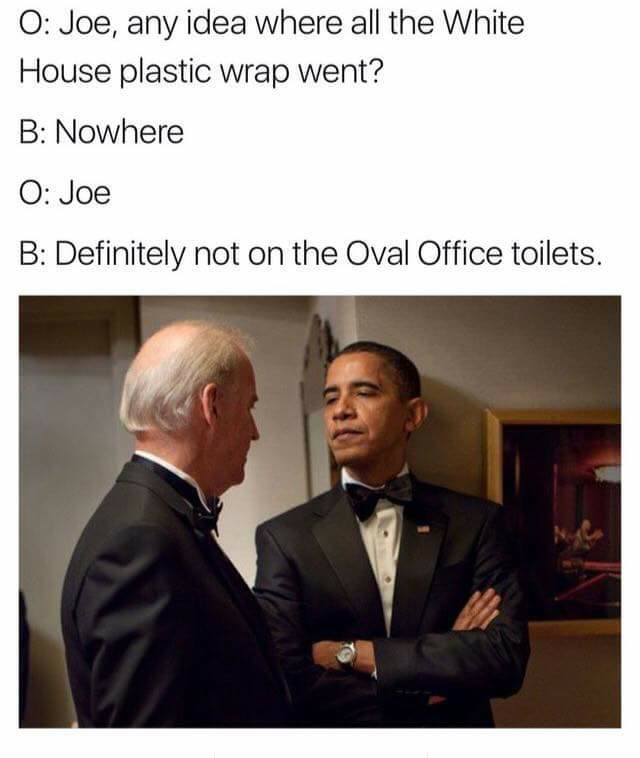 O: Joe, any idea where all the White
House plastic wrap went?
B: Nowhere
O: Joe
B: Definitely not on the Oval Office toilets.